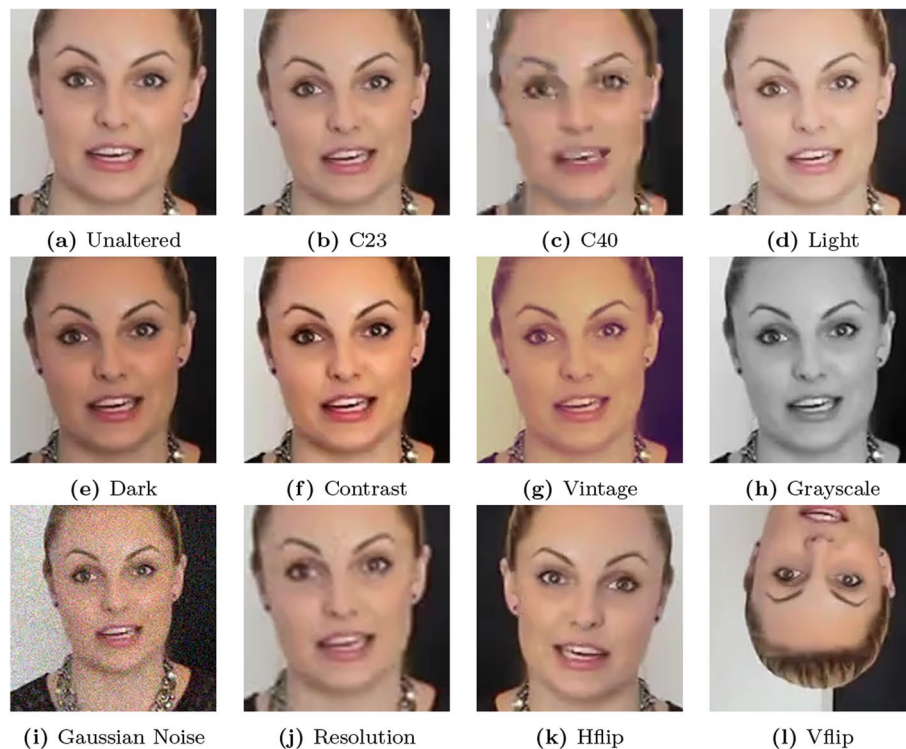 (a) Unaltered
(b) C23
(c) C40
(d) Light
(e) Dark
(f) Contrast
(g) Vintage
(h) Grayscale
(i) Gaussian Noise
(j) Resolution
(k) Hflip
(l) Vflip